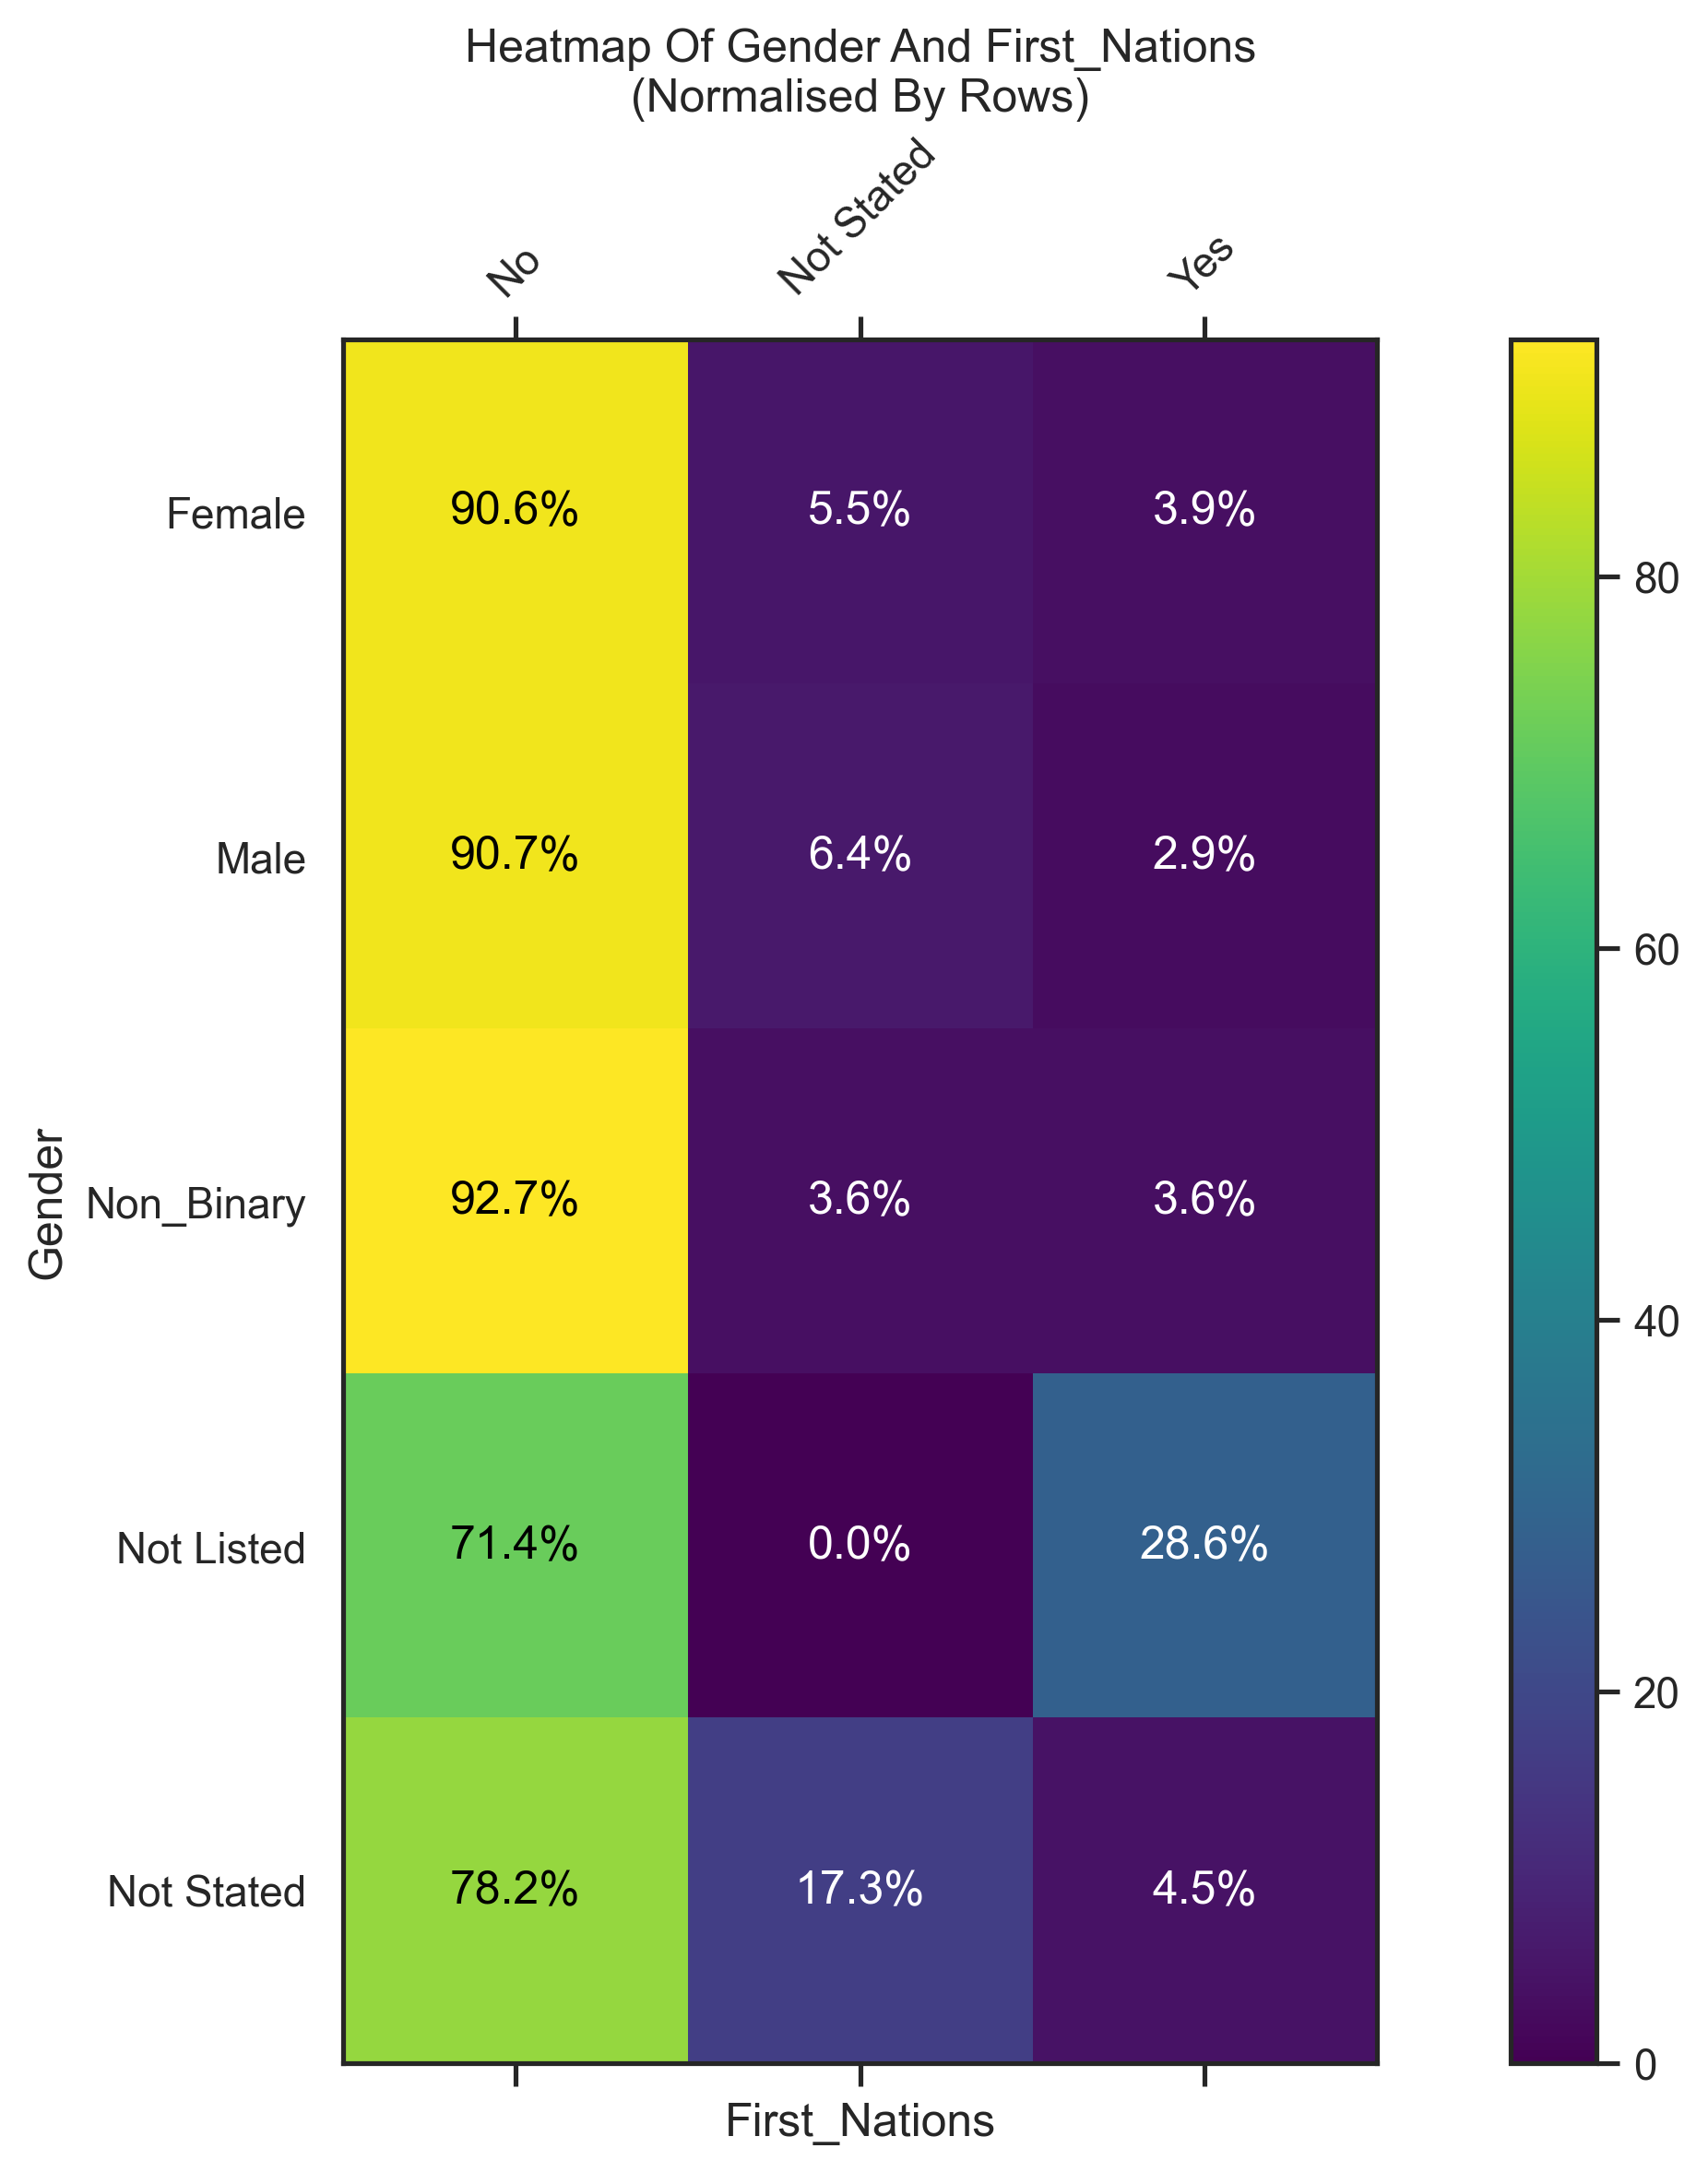 Heatmap Of Gender And First_Nations
(Normalised By Rows)
No
Not Stated
Yes
Female
90.6%
5.5%
3.9%
80
Male
90.7%
6.4%
2.9%
60
Gender
Non_Binary
92.7%
3.6%
3.6%
40
Not Listed
71.4%
0.0%
28.6%
20
Not Stated
78.2%
17.3%
4.5%
0
First_Nations